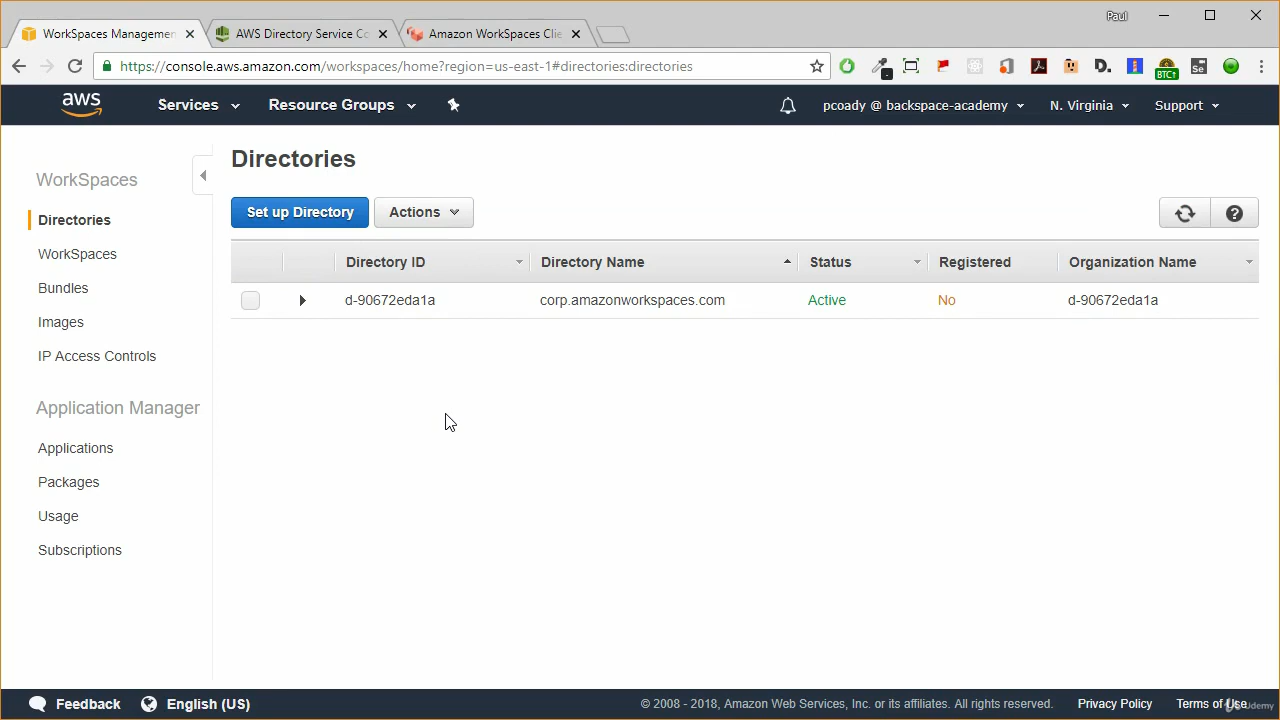 Paul
WorkSpaces Managemen
AWS Directory Service Co
Amazon WorkSpaces Clie
https://console.aws.amazon.com/workspaces/home?region=us-east-1#directories:directories
D.
BTC↑
Se
aws
Services
Resource Groups
pcoady @ backspace-academy
N. Virginia
Support
WorkSpaces
Directories
WorkSpaces
Bundles
Images
IP Access Controls
Application Manager
Applications
Packages
Usage
Subscriptions
Directories
Set up Directory
Actions
Directory ID
Directory Name
Status
Registered
Organization Name
d-90672eda1a
corp.amazonworkspaces.com
Active
No
d-90672eda1a
Feedback
English (US)
© 2008 - 2018, Amazon Web Services, Inc. or its affiliates. All rights reserved.
Privacy Policy
Terms of Use
Udemy